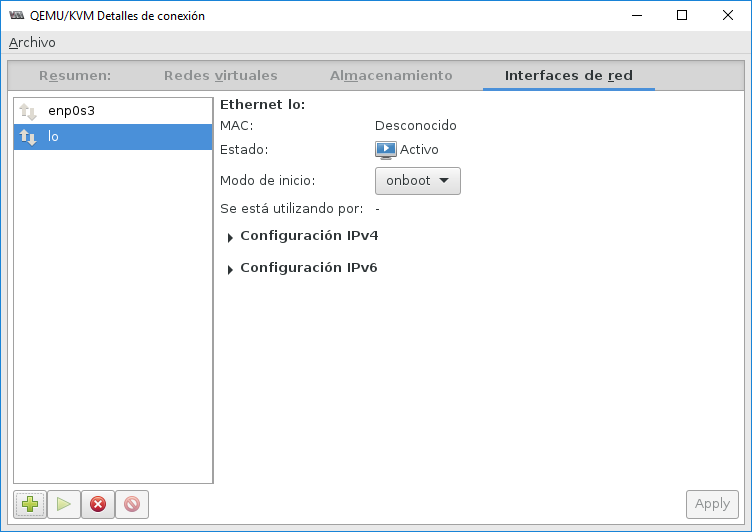 QEMU/KVM Detalles de conexión
Archivo
Resumen: Redes virtuales Almacenamiento Interfaces de red
enp0s3
lo
Ethernet lo:
MAC: Desconocido
Estado: Activo
Modo de inicio: onboot
Se está utilizando por: -
Configuración IPv4
Configuración IPv6
Apply